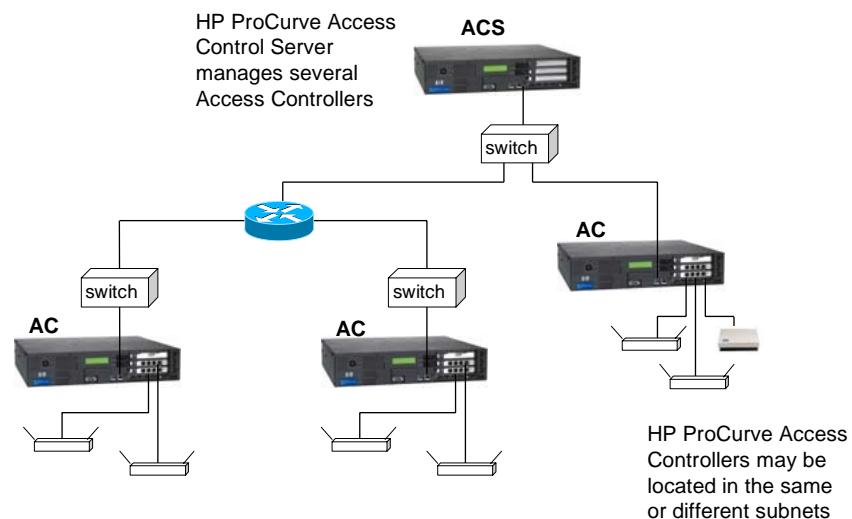 HP ProCurve Access
Control Server
manages several
Access Controllers
ACS
switch
AC
switch
switch
AC
AC
HP ProCurve Access
Controllers may be
located in the same
or different subnets